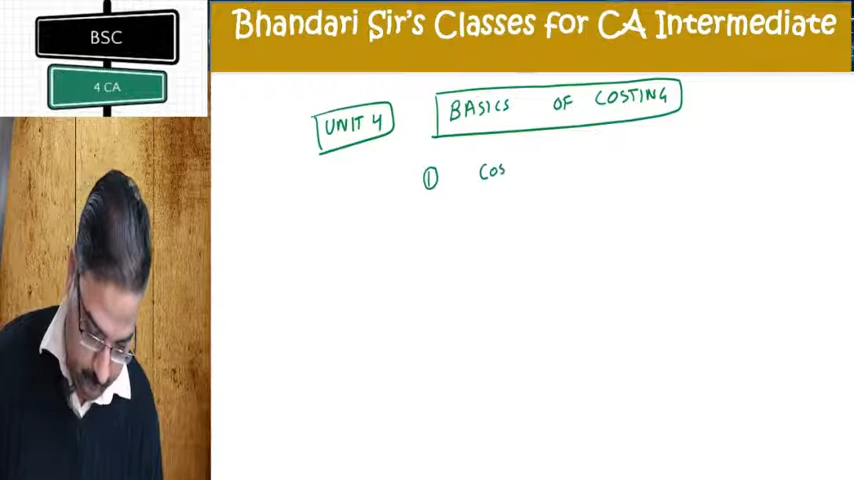 BSC
4 CA
Bhandari Sir's Classes for CA Intermediate
UNIT 4 BASICS OF COSTING
① Cos